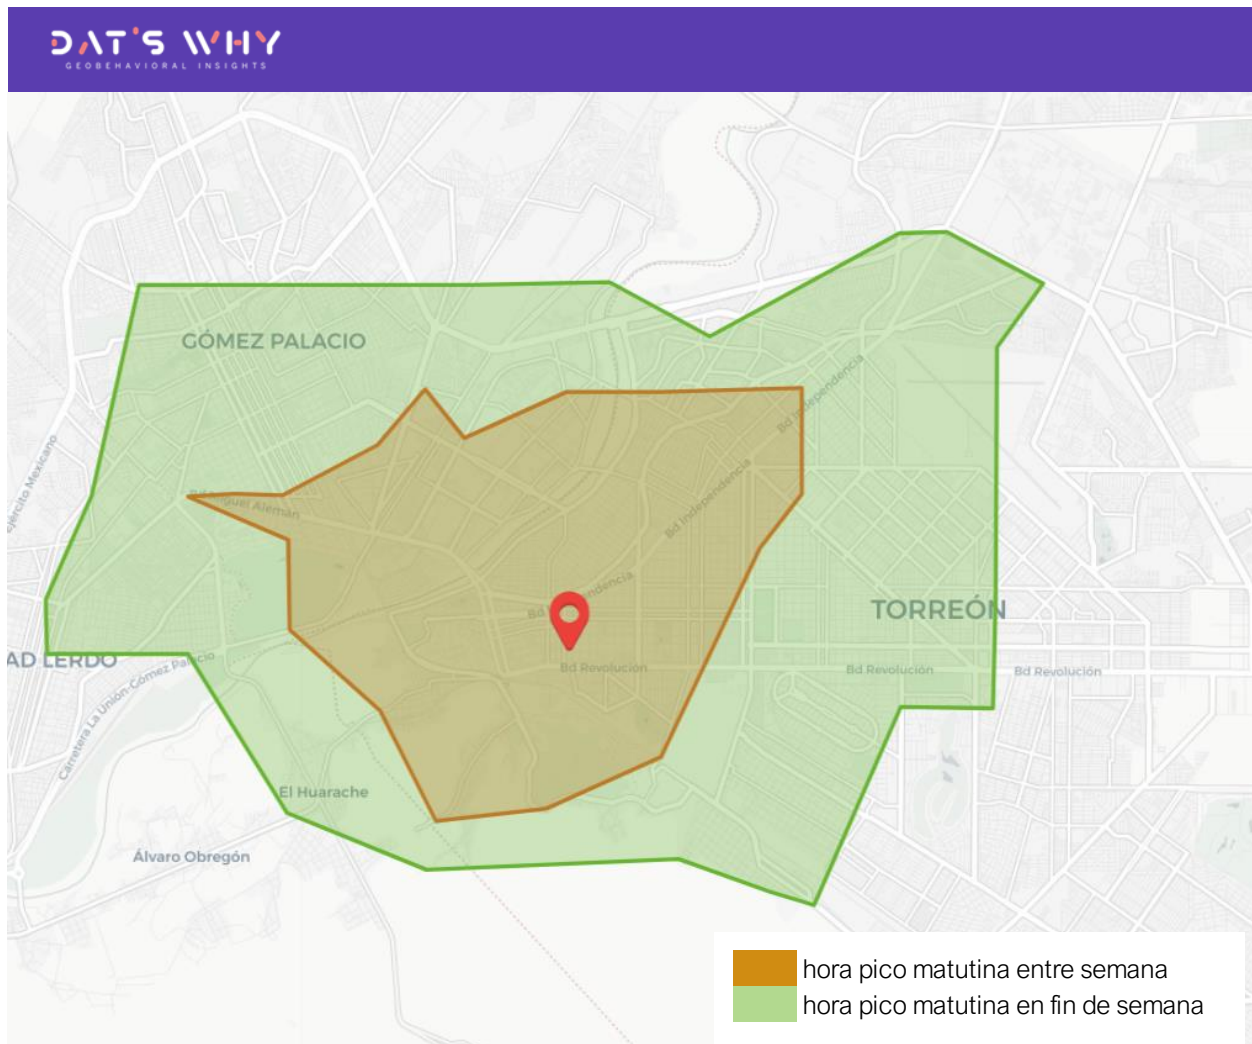 DAT'S WHY
GEOBEHAVIORAL INSIGHTS
GÓMEZ PALACIO
Bd Independencia
Ejército Mexicano
Bd Independencia
Bd Miguel Alemán
Bd Independencia
TORREÓN
AD LERDO
Carretera La Unión-Gómez Palacio
Bd Revolución
Bd Revolución
Bd Revolución
El Huarache
Álvaro Obregón
hora pico matutina entre semana
hora pico matutina en fin de semana